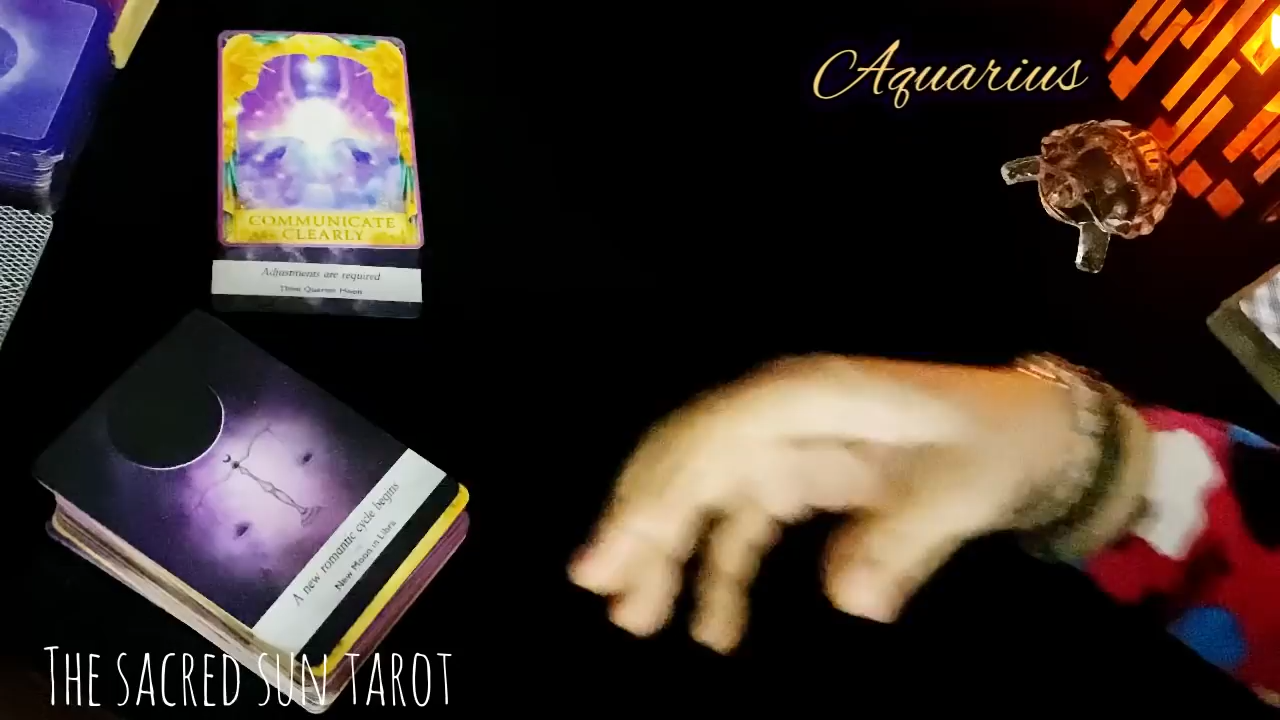 Aquarius
COMMUNICATE
CLEARLY
Adjustments are required
Three Quarter Moon
A new romantic cycle begins
New Moon in Libra
THE SACRED SUN TAROT